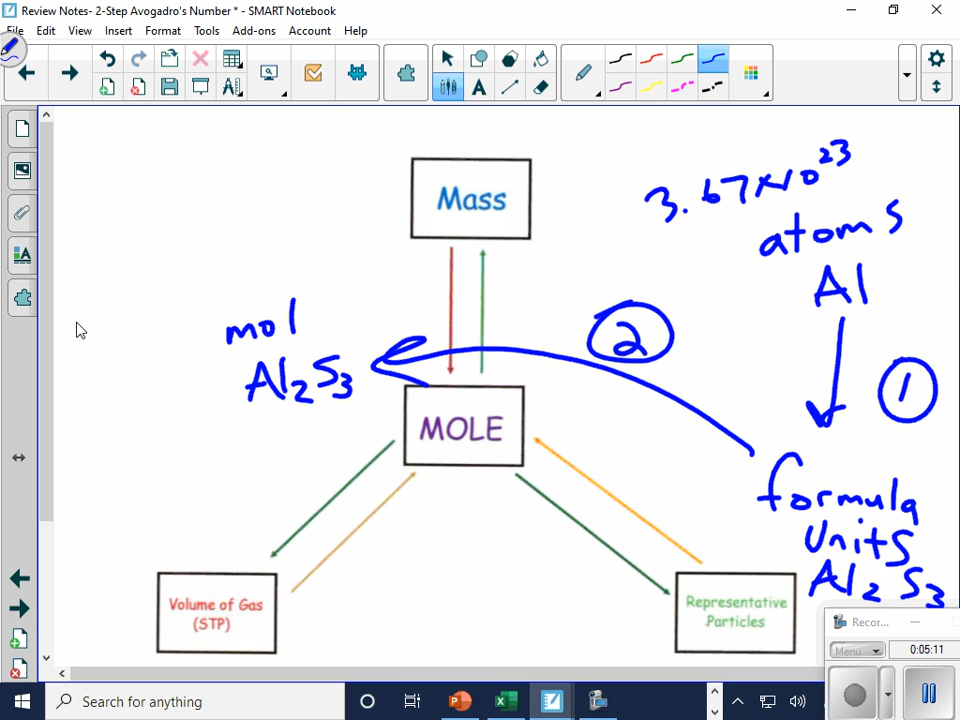 Review Notes- 2-Step Avogadro's Number * - SMART Notebook
File Edit View Insert Format Tools Add-ons Account Help
Mass
3.67x10^23
atoms
Al
mol
Al2S3
2
1
MOLE
formula
Units
Al2S3
Volume of Gas
(STP)
Representative
Particles
Recor...
Menu
0:05:11
Search for anything